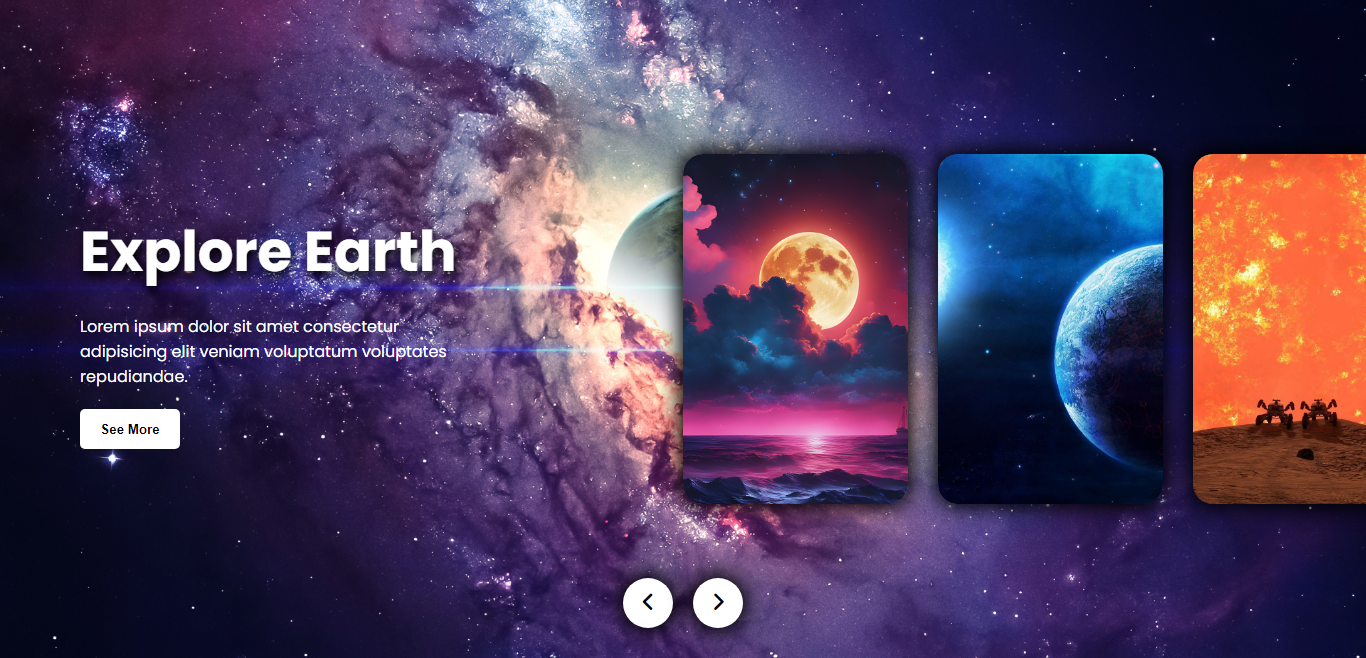 Explore Earth
Lorem ipsum dolor sit amet consectetur
adipisicing elit veniam voluptatum voluptates
repudiandae.
See More